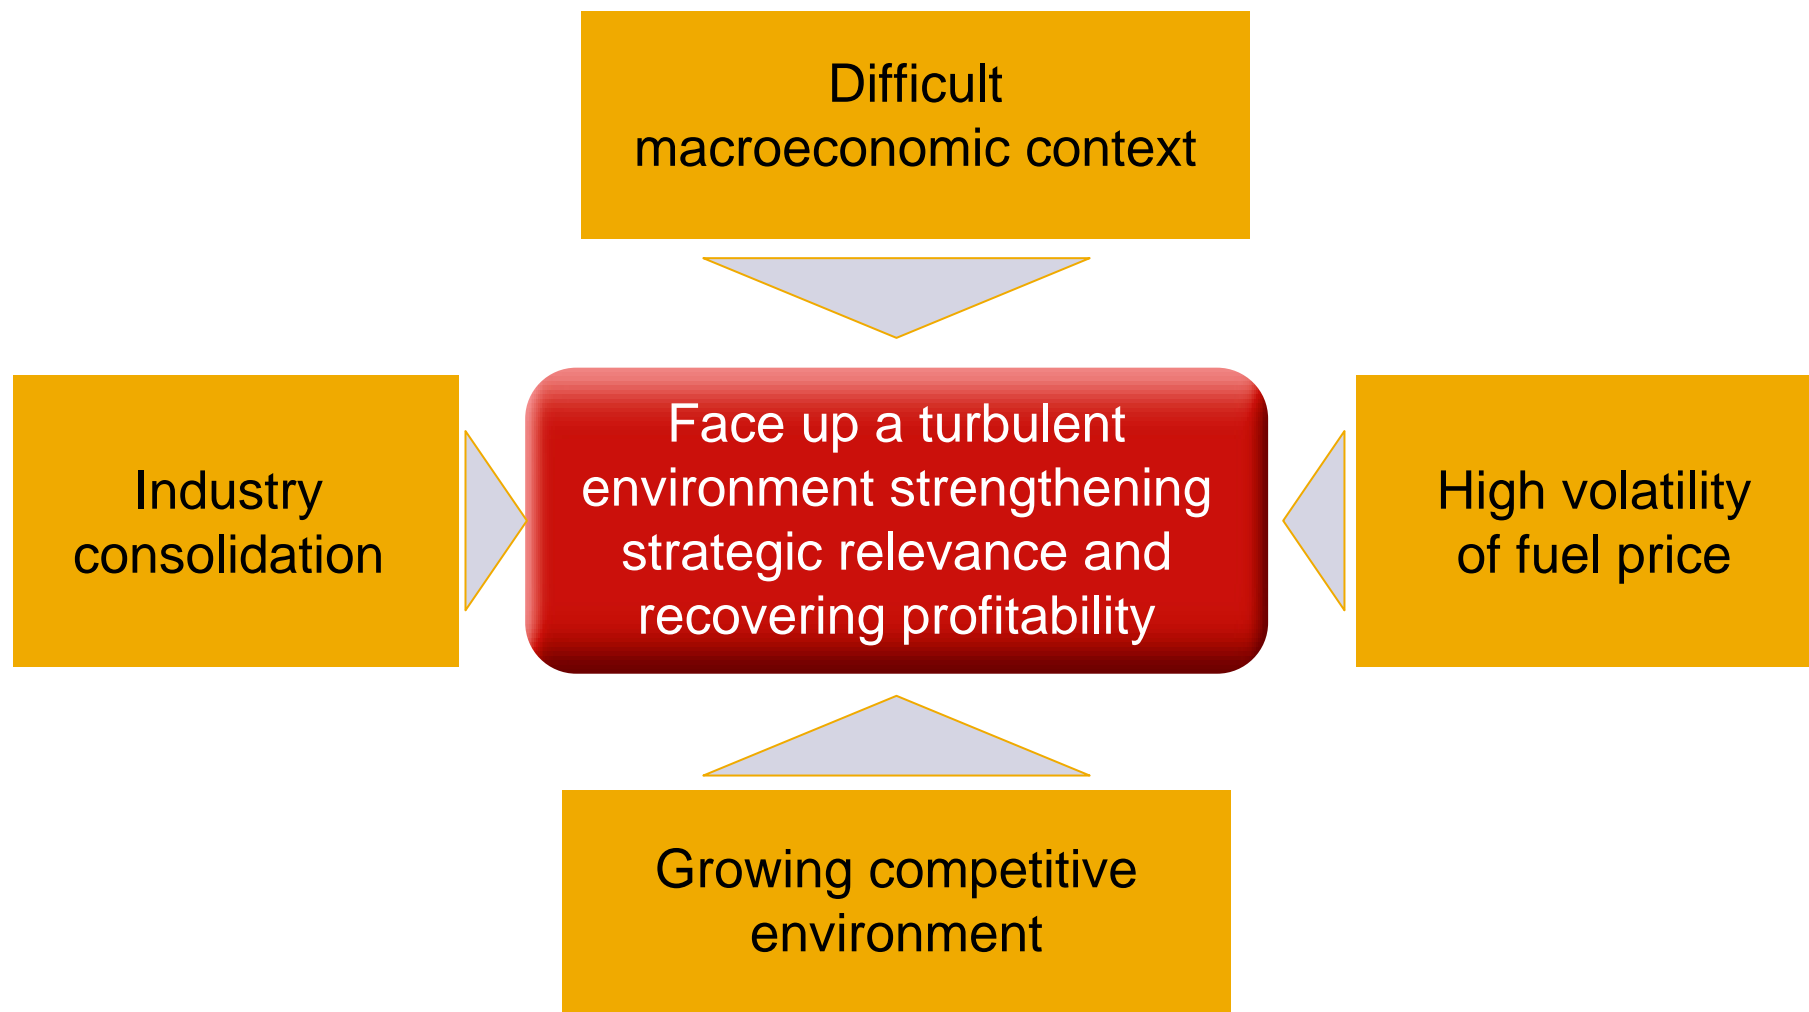 Difficult
macroeconomic context
Industry
consolidation
Face up a turbulent
environment strengthening
strategic relevance and
recovering profitability
High volatility
of fuel price
Growing competitive
environment